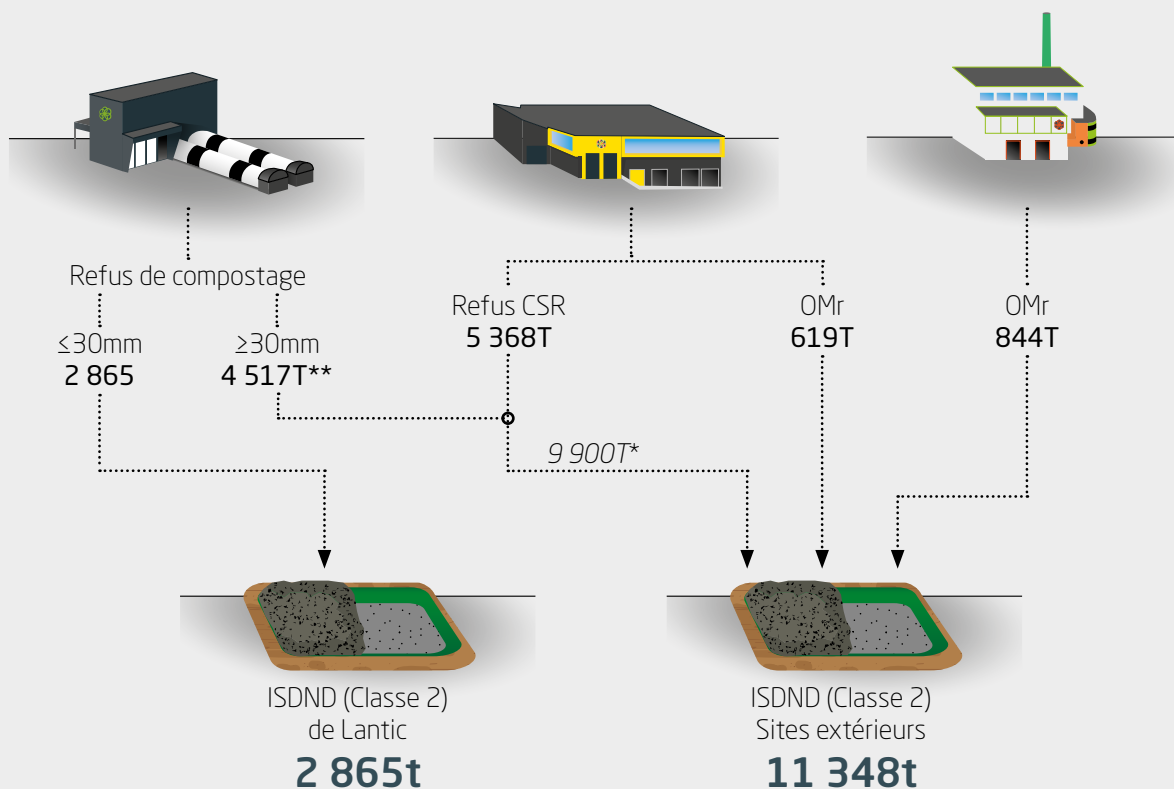 Refus de compostage
≤30mm
2 865
≥30mm
4 517T**
Refus CSR
5 368T
OMr
619T
OMr
844T
9 900T*
ISDND (Classe 2)
de Lantic
2 865t
ISDND (Classe 2)
Sites extérieurs
11 348t